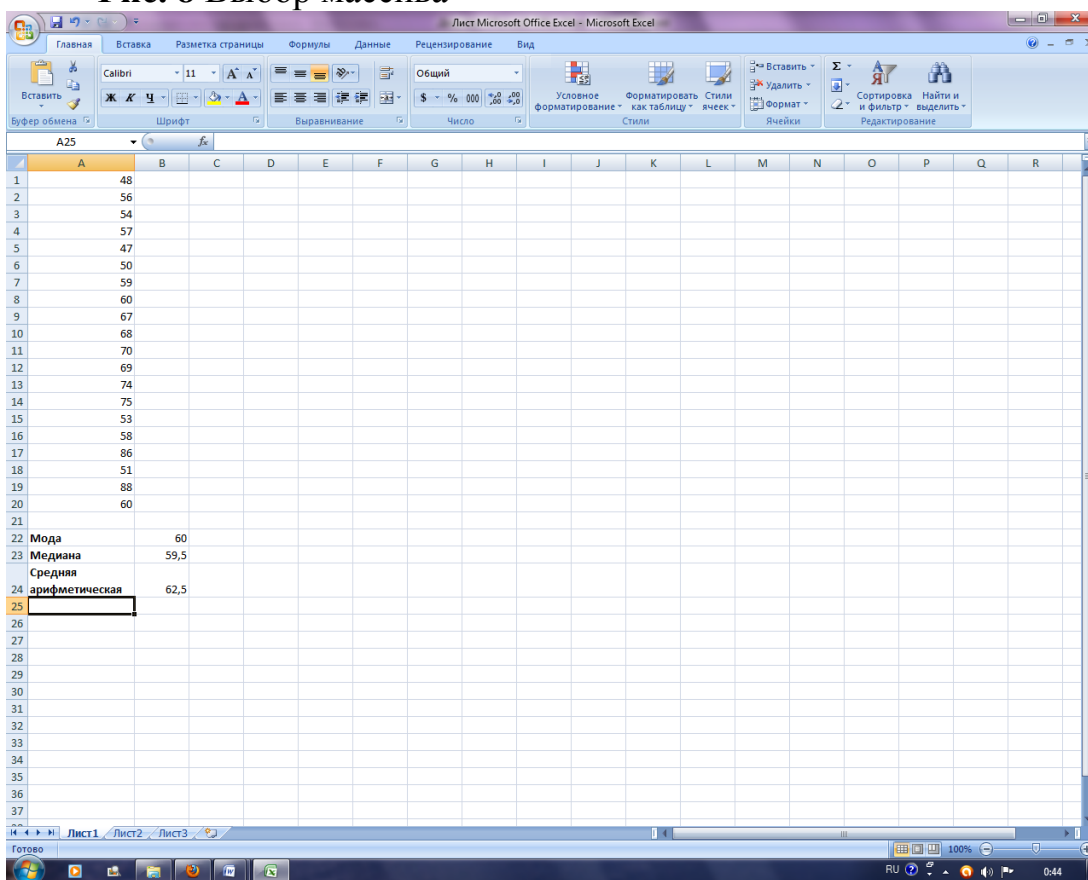 Рис. 8 Выбор массива
Лист Microsoft Office Excel - Microsoft Excel
Главная Вставка Разметка страницы Формулы Данные Рецензирование Вид
Вставить
Calibri 11
Ж К Ч
Общий
% 000
Условное форматирование
Форматировать как таблицу
Стили ячеек
Вставить
Удалить
Формат
Σ
Сортировка и фильтр
Найти и выделить
Буфер обмена Шрифт Выравнивание Число Стили Ячейки Редактирование
A25 fx
A B C D E F G H I J K L M N O P Q R
1 48
2 56
3 54
4 57
5 47
6 50
7 59
8 60
9 67
10 68
11 70
12 69
13 74
14 75
15 53
16 58
17 86
18 51
19 88
20 60
21
22 Мода 60
23 Медиана 59,5
Средняя
24 арифметическая 62,5
25
26
27
28
29
30
31
32
33
34
35
36
37
Лист1 Лист2 Лист3
Готово 100%
RU 0:44